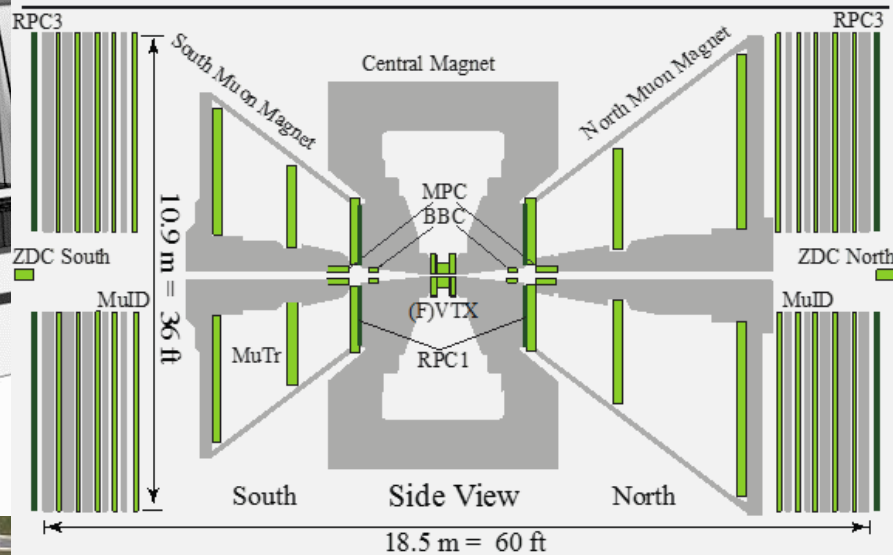 RPC3
RPC3
South Muon Magnet
Central Magnet
North Muon Magnet
MPC
BBC
10.9 m = 36 ft
ZDC South
ZDC North
MuID
MuID
(F)VTX
MuTr
RPC1
South
Side View
North
18.5 m = 60 ft